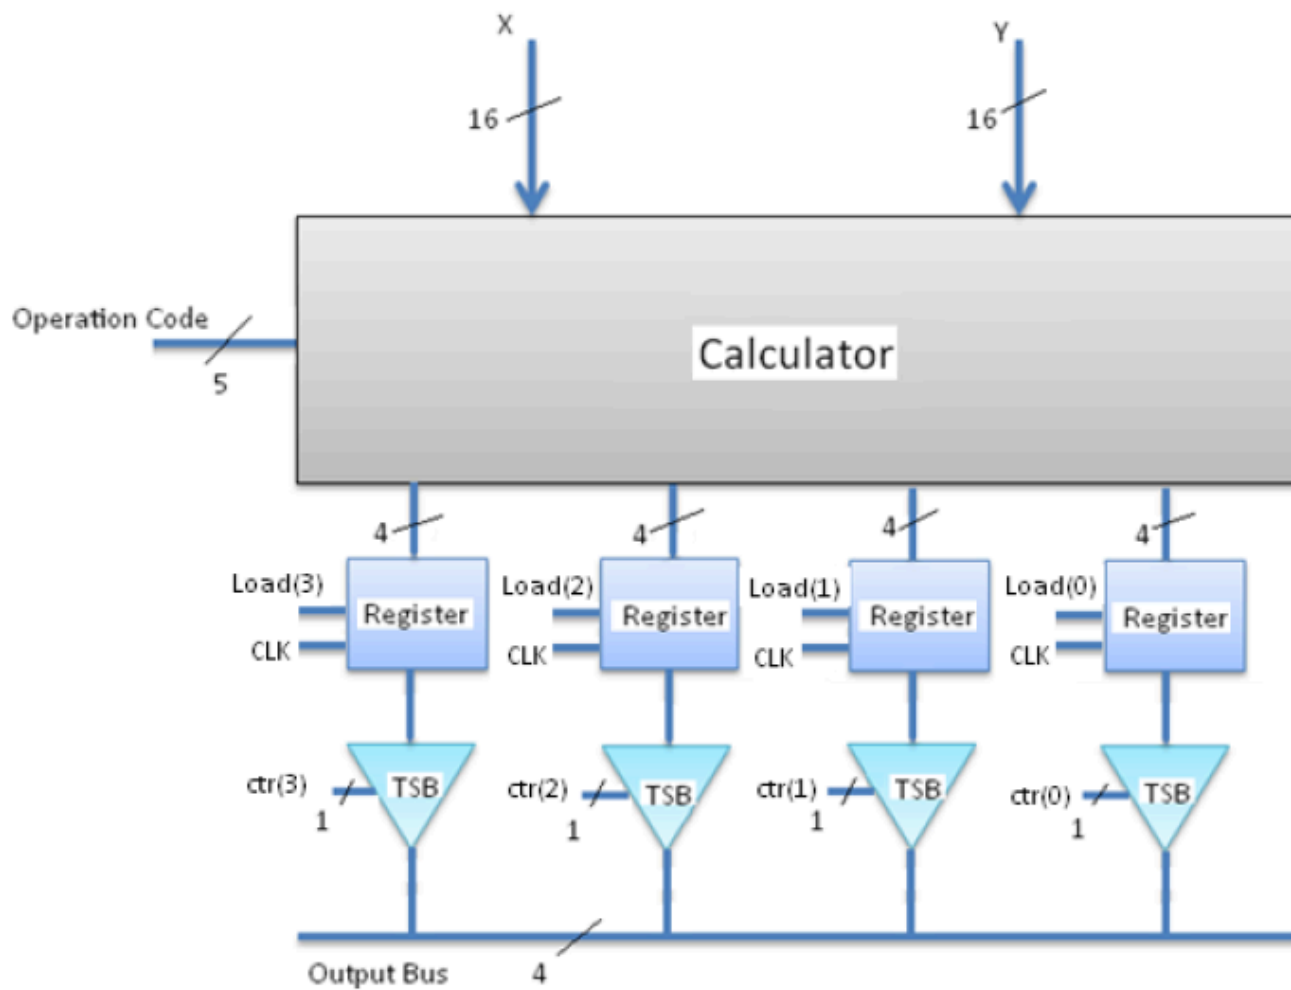 X
Y
16
16
Operation Code
5
Calculator
4
4
4
4
Load(3)
Load(2)
Load(1)
Load(0)
Register
Register
Register
Register
CLK
CLK
CLK
CLK
ctr(3)
TSB
ctr(2)
TSB
ctr(1)
TSB
ctr(0)
TSB
1
1
1
1
Output Bus
4